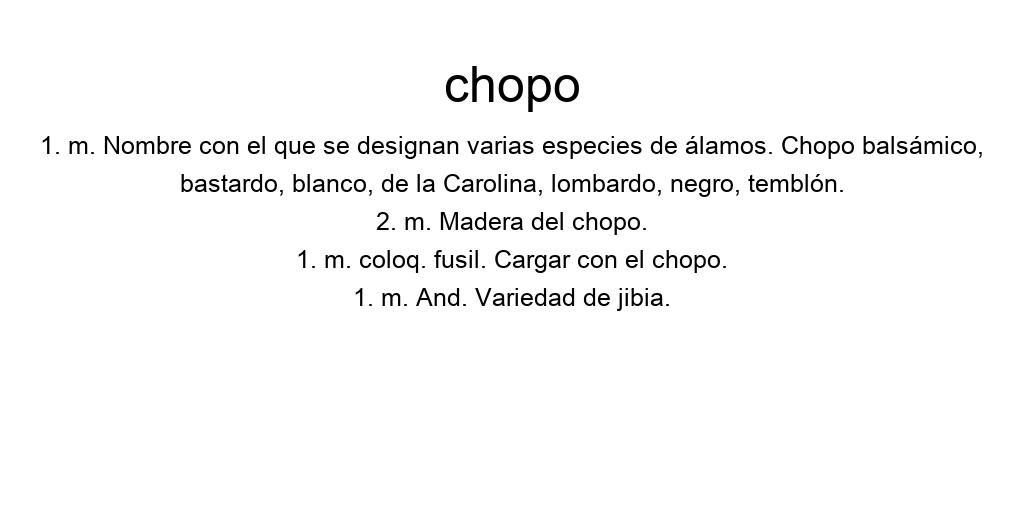 chopo
1. m. Nombre con el que se designan varias especies de álamos. Chopo balsámico,
bastardo, blanco, de la Carolina, lombardo, negro, temblón.
2. m. Madera del chopo.
1. m. coloq. fusil. Cargar con el chopo.
1. m. And. Variedad de jibia.